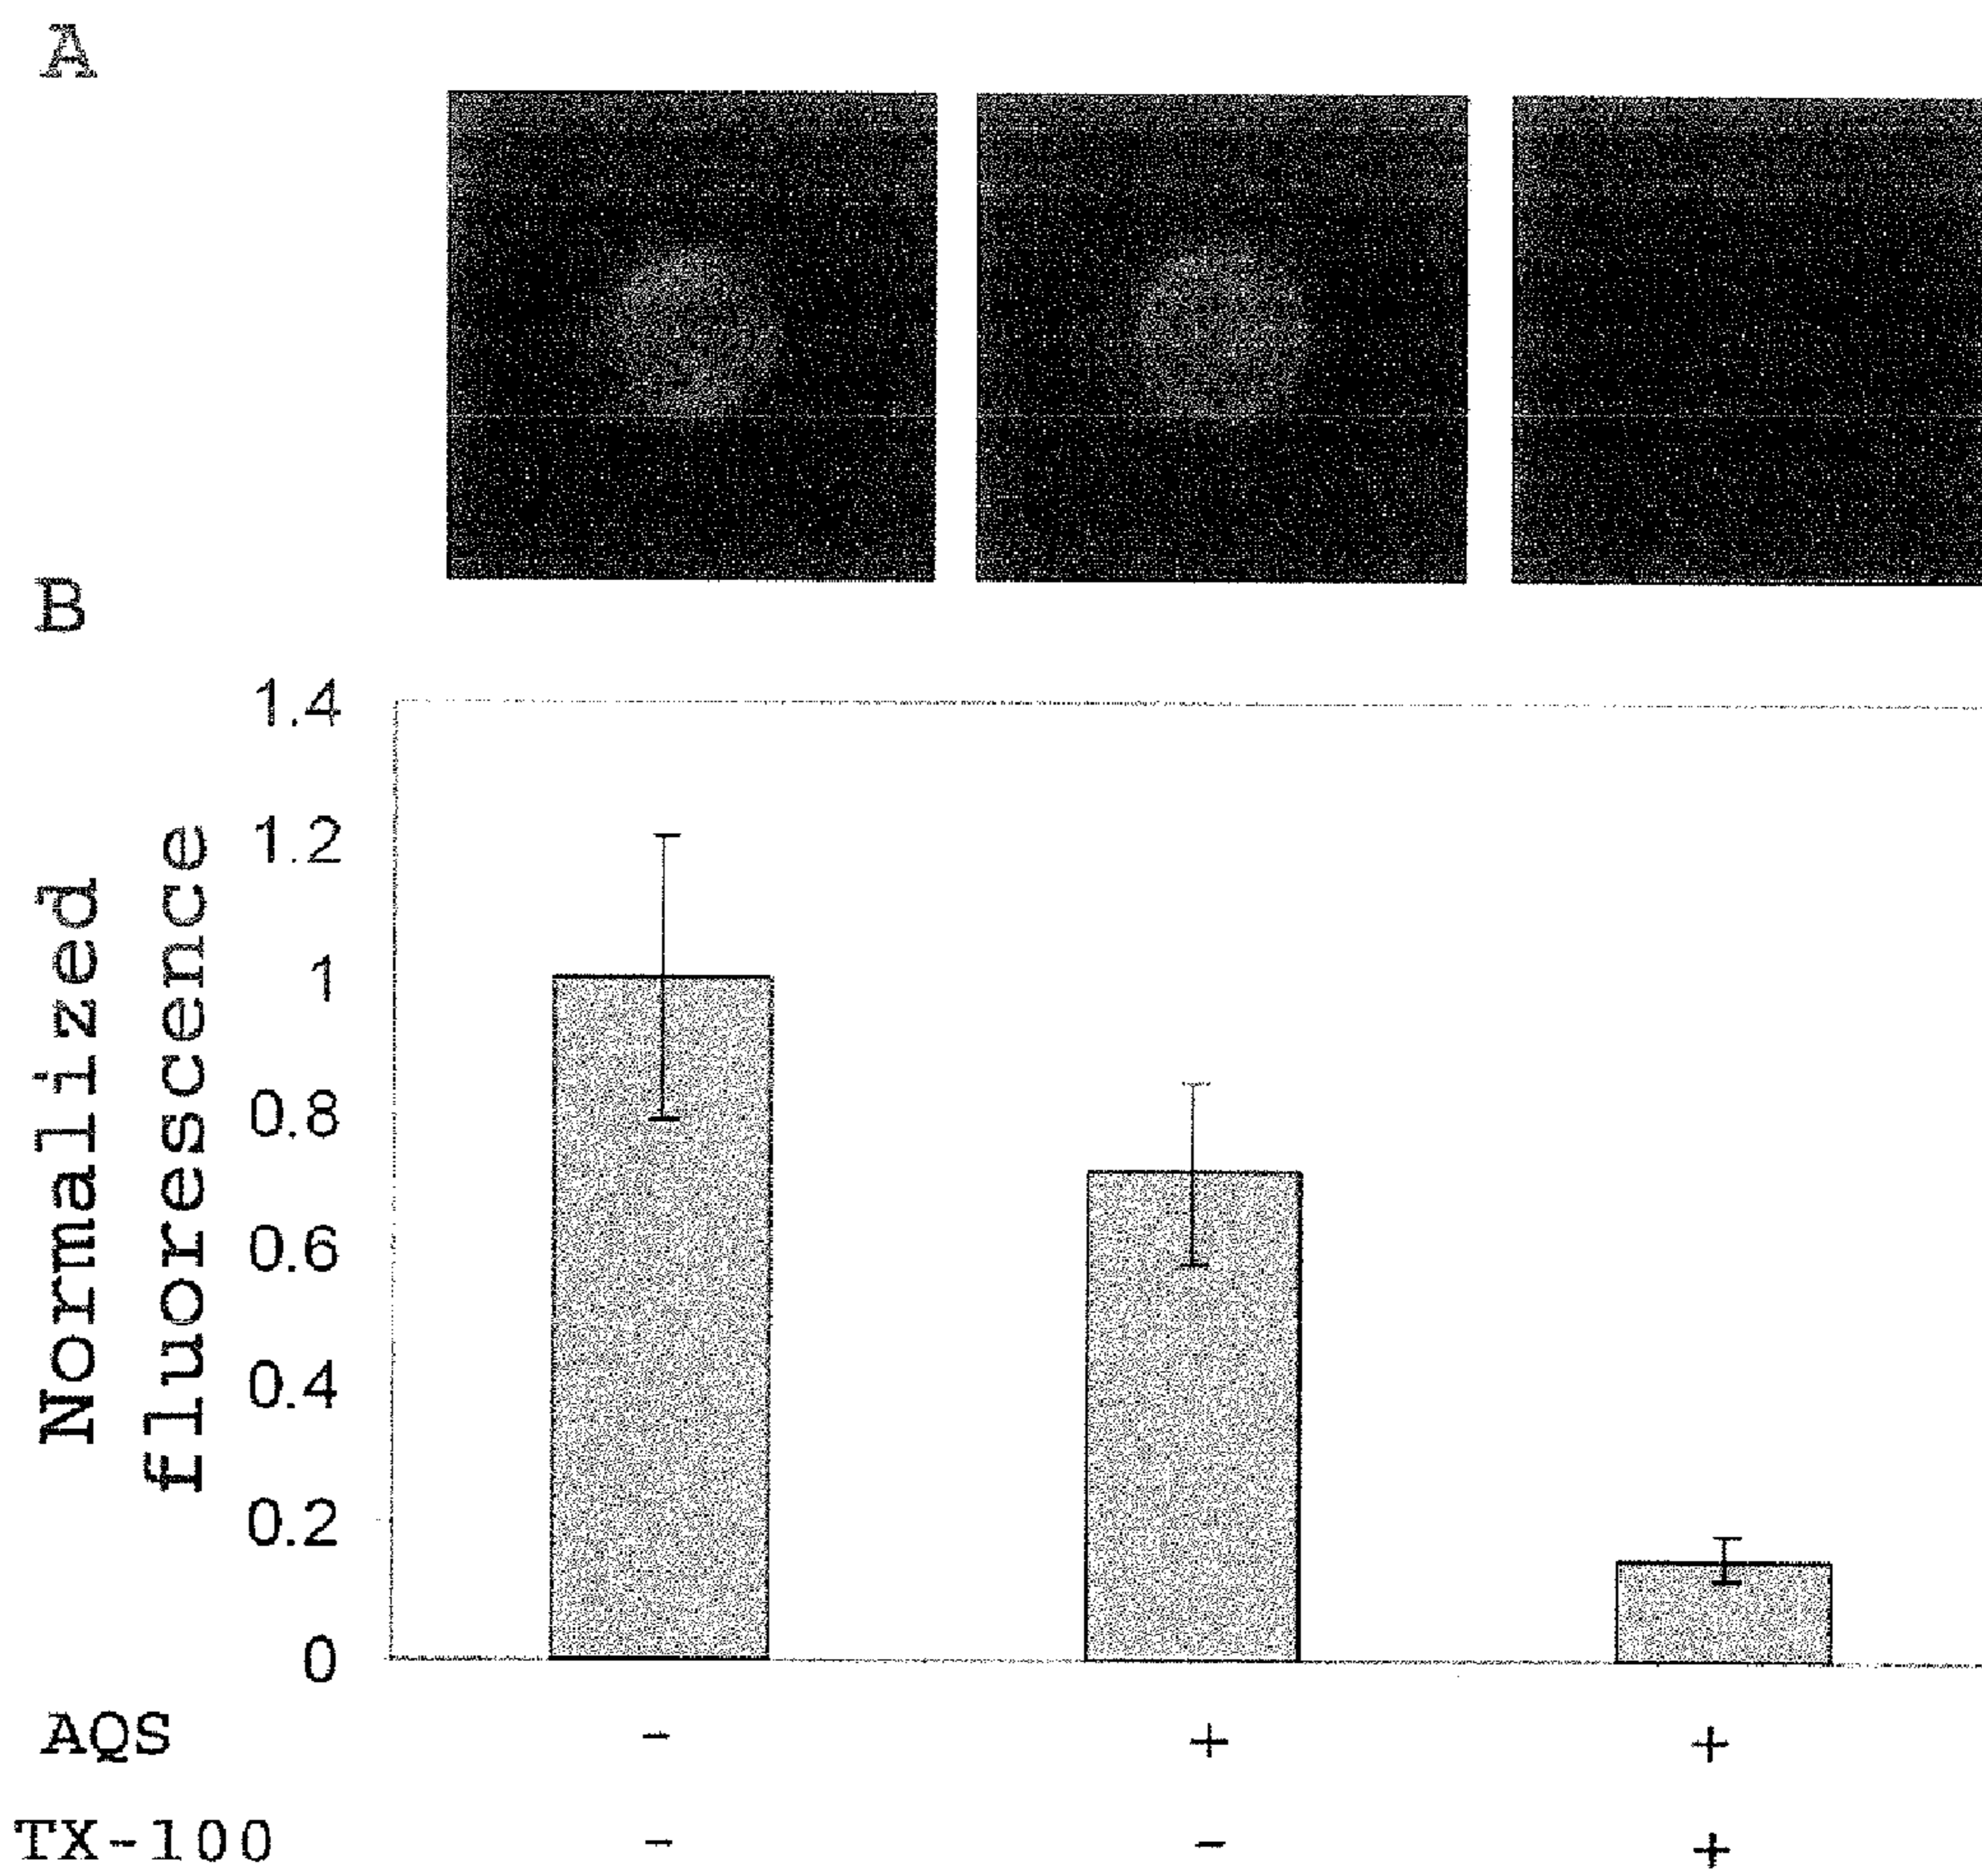 A
B
Normalized
fluorescence
1.4
1.2
1
0.8
0.6
0.4
0.2
0
AQS - + +
TX-100 - - +